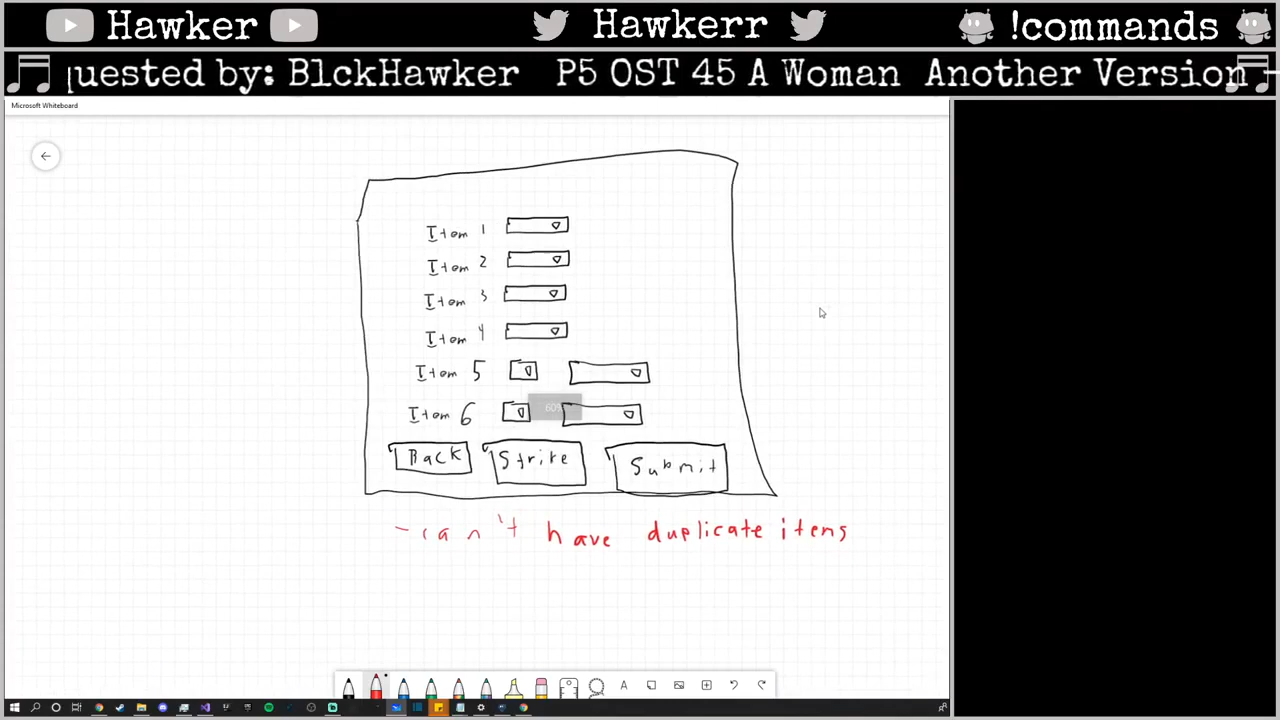 Hawker
Hawkerr
!commands
uested by: BlckHawker P5 OST 45 A Woman Another Version -
Microsoft Whiteboard
Item 1
Item 2
Item 3
Item 4
Item 5
Item 6
60%
Back Strike Submit
-can't have duplicate items
A